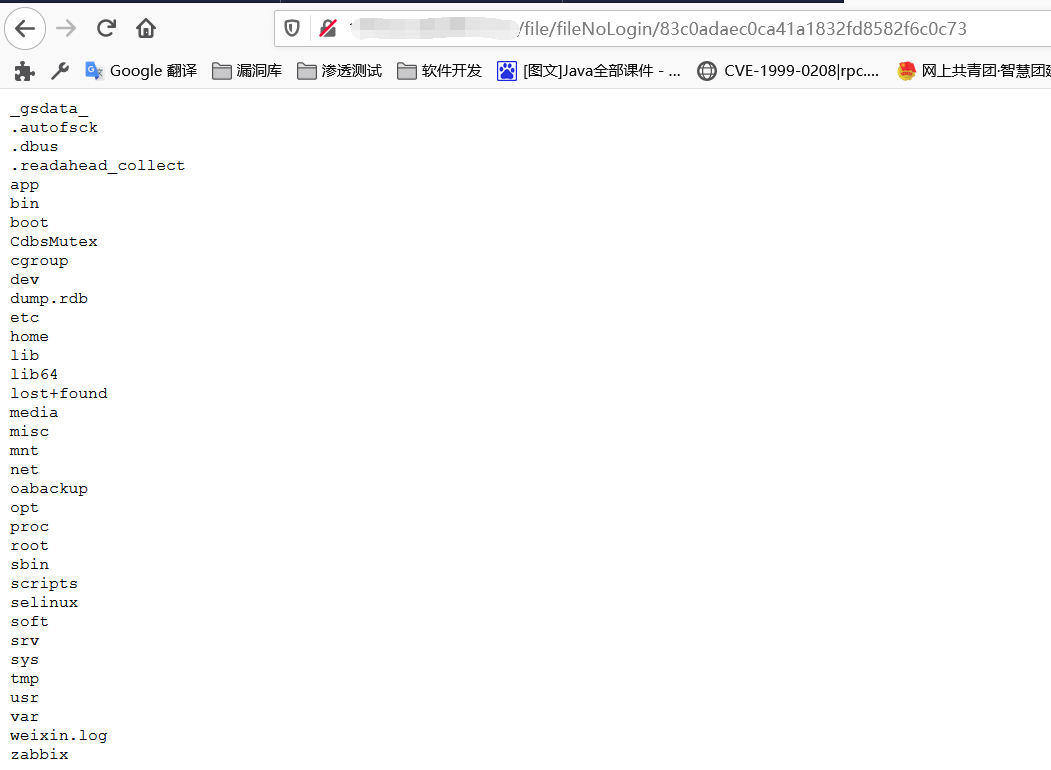 /file/fileNoLogin/83c0adaec0ca41a1832fd8582f6c0c73
Google 翻译 漏洞库 渗透测试 软件开发 [图文]Java全部课件 - ... CVE-1999-0208|rpc.... 网上共青团·智慧团建
_gsdata_
.autofsck
.dbus
.readahead_collect
app
bin
boot
CdbsMutex
cgroup
dev
dump.rdb
etc
home
lib
lib64
lost+found
media
misc
mnt
net
oabackup
opt
proc
root
sbin
scripts
selinux
soft
srv
sys
tmp
usr
var
weixin.log
zabbix